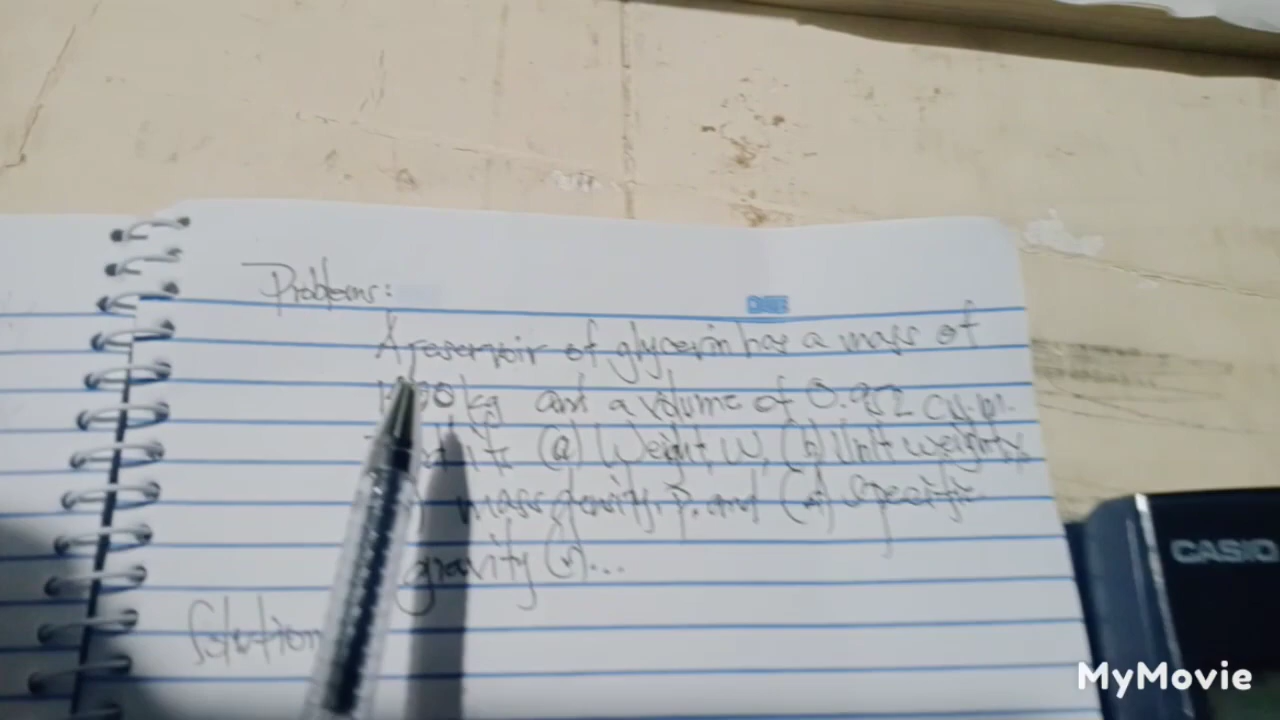 Problems:
A reservoir of glycerin has a mass of
kg and a volume of 0.952 cu.m.
(a) Weight, W, (b) Unit weight,
mass density, ρ, and (d) Specific
gravity (s)...
Solution
CASIO
MyMovie